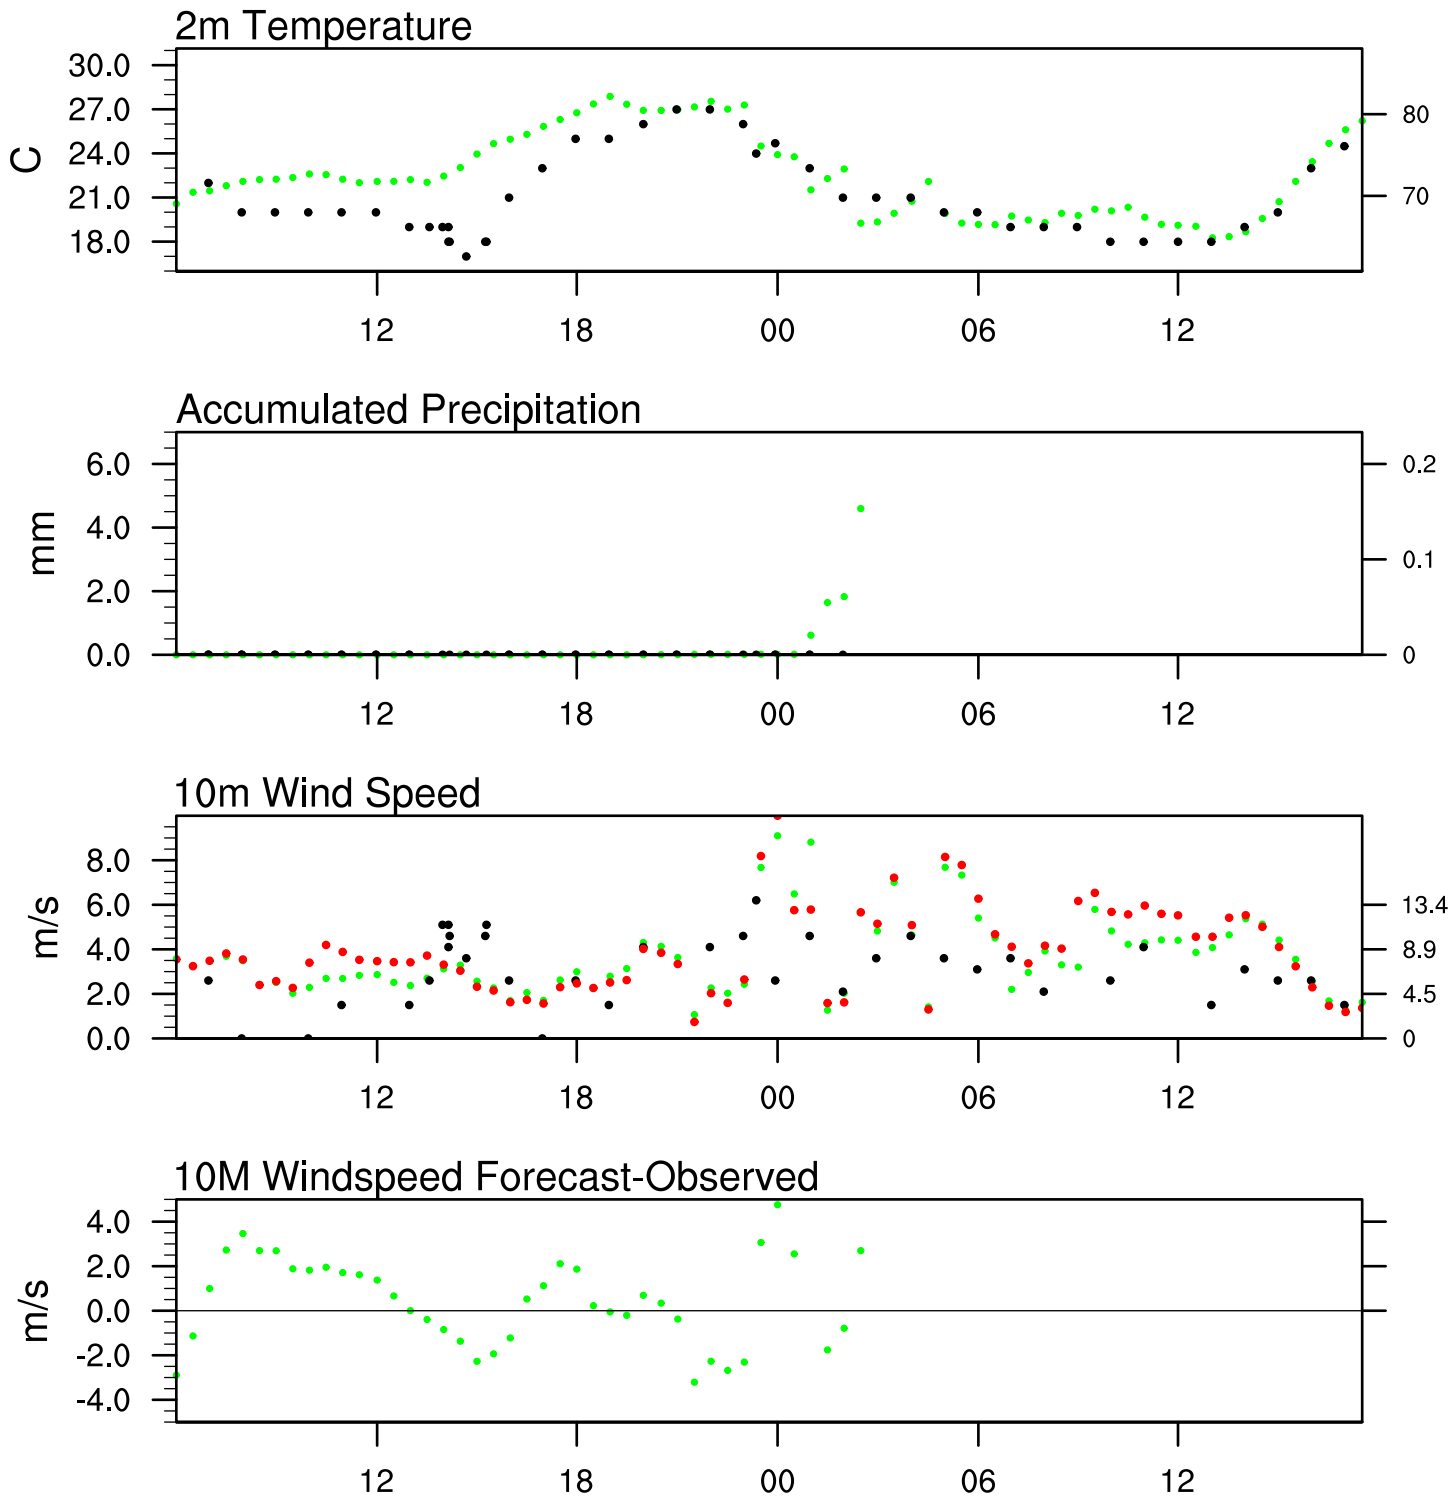 2m Temperature
30.0
27.0
80
24.0
C
21.0
70
18.0
12 18 00 06 12
Accumulated Precipitation
6.0
0.2
4.0
mm
0.1
2.0
0.0
0
12 18 00 06 12
10m Wind Speed
8.0
6.0
13.4
m/s
4.0
8.9
2.0
4.5
0.0
0
12 18 00 06 12
10M Windspeed Forecast-Observed
4.0
2.0
m/s
0.0
-2.0
-4.0
12 18 00 06 12